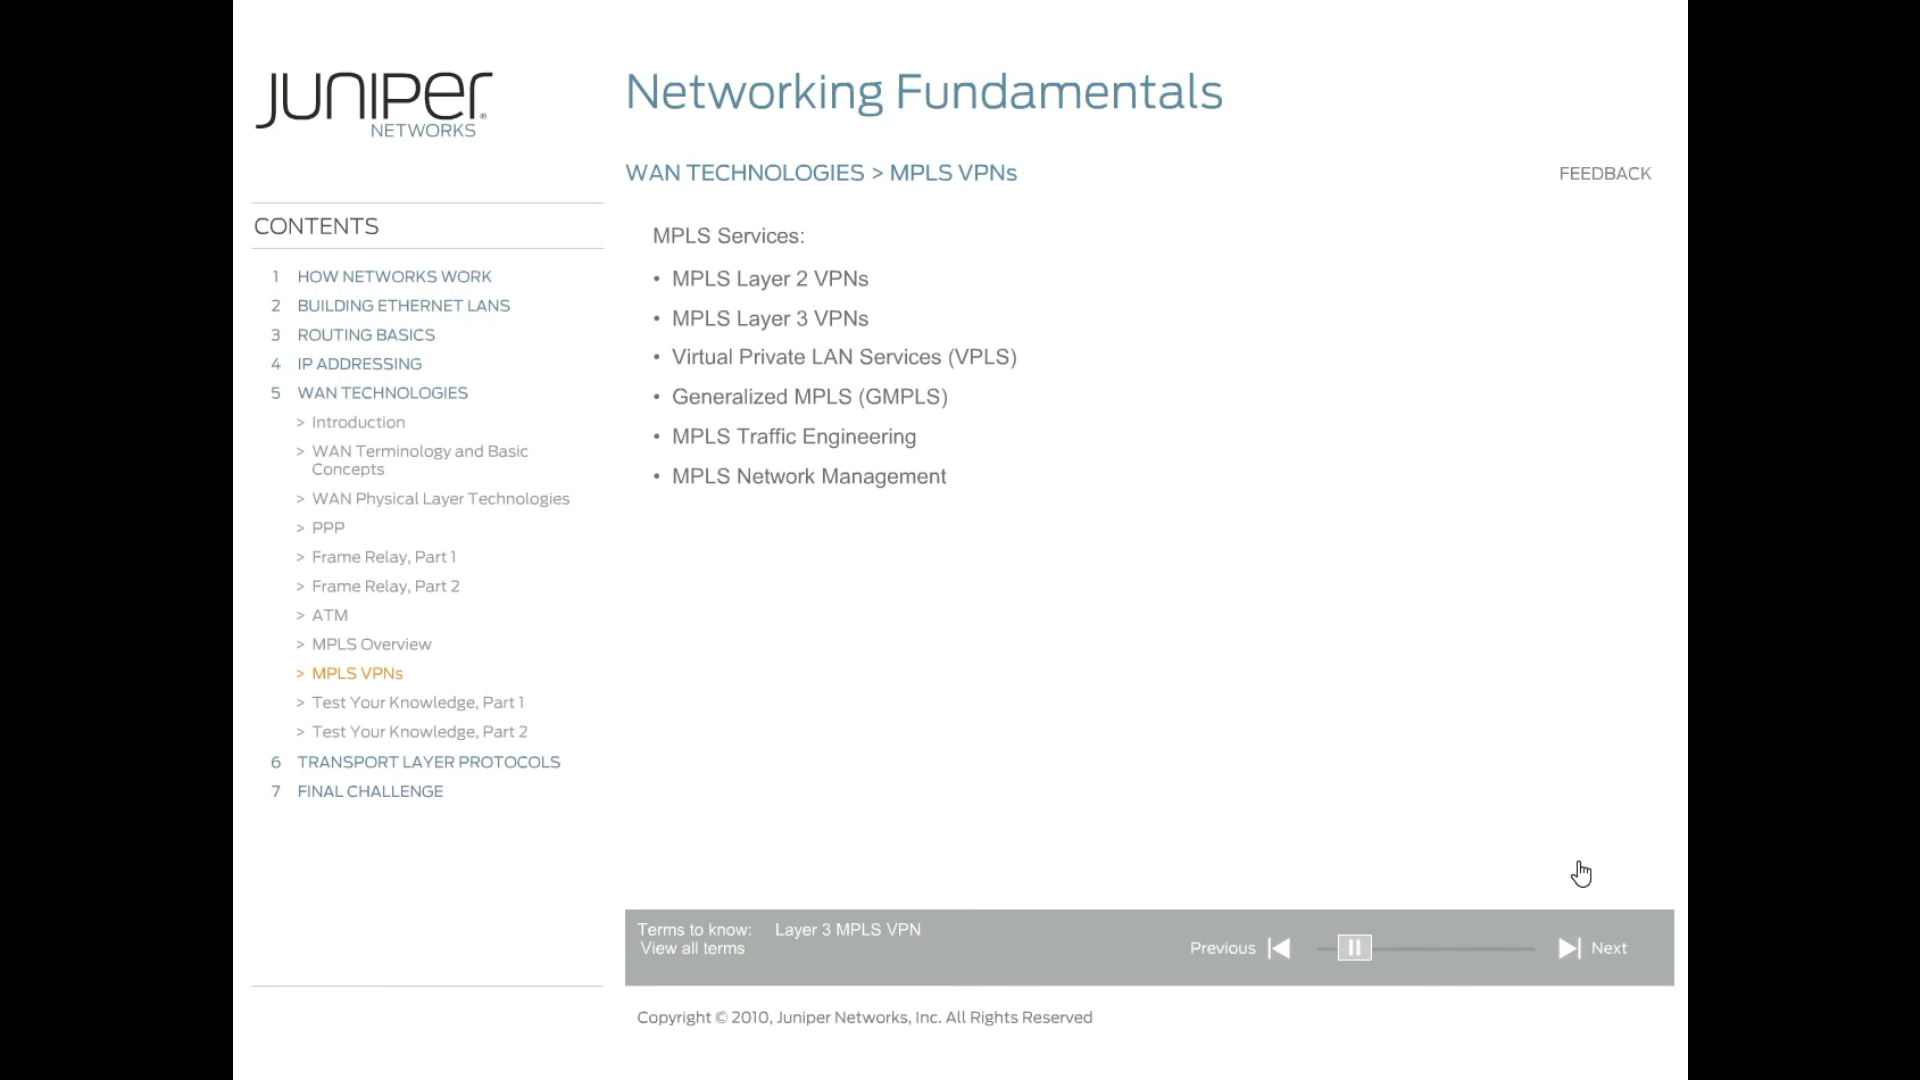 JUNIPER
NETWORKS
Networking Fundamentals
WAN TECHNOLOGIES > MPLS VPNs
FEEDBACK
CONTENTS
1 HOW NETWORKS WORK
2 BUILDING ETHERNET LANS
3 ROUTING BASICS
4 IP ADDRESSING
5 WAN TECHNOLOGIES
> Introduction
> WAN Terminology and Basic
Concepts
> WAN Physical Layer Technologies
> PPP
> Frame Relay, Part 1
> Frame Relay, Part 2
> ATM
> MPLS Overview
> MPLS VPNs
> Test Your Knowledge, Part 1
> Test Your Knowledge, Part 2
6 TRANSPORT LAYER PROTOCOLS
7 FINAL CHALLENGE
MPLS Services:
• MPLS Layer 2 VPNs
• MPLS Layer 3 VPNs
• Virtual Private LAN Services (VPLS)
• Generalized MPLS (GMPLS)
• MPLS Traffic Engineering
• MPLS Network Management
Terms to know: Layer 3 MPLS VPN
View all terms
Previous
Next
Copyright © 2010, Juniper Networks, Inc. All Rights Reserved